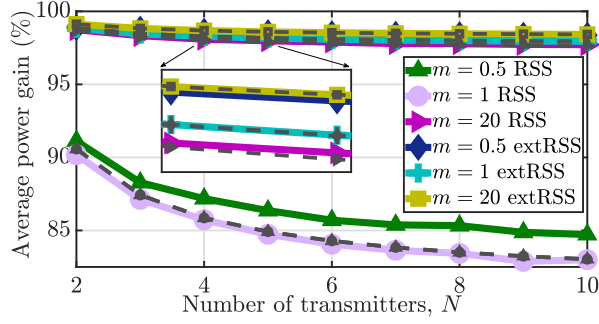 Average power gain (%)
100
95
90
85
m = 0.5 RSS
m = 1 RSS
m = 20 RSS
m = 0.5 extRSS
m = 1 extRSS
m = 20 extRSS
2 4 6 8 10
Number of transmitters, N